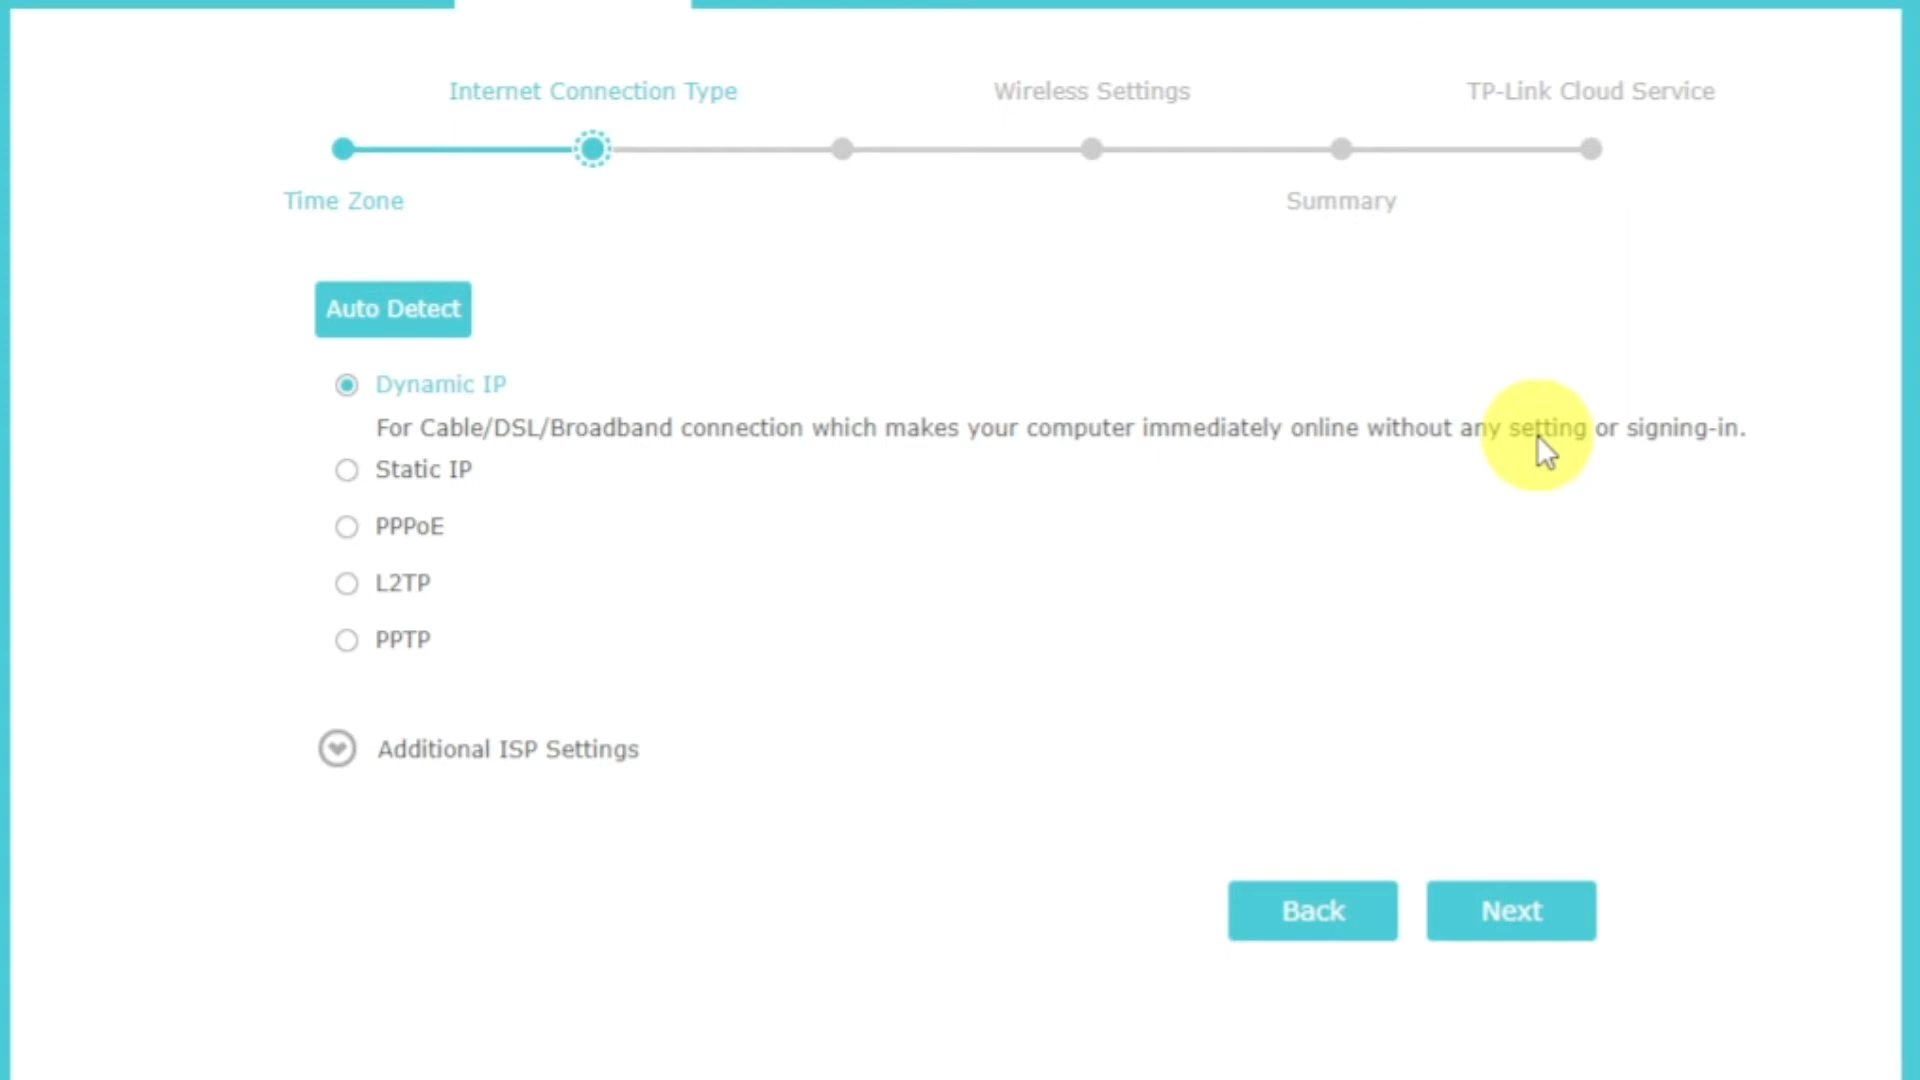 Internet Connection Type
Wireless Settings
TP-Link Cloud Service
Time Zone
Summary
Auto Detect
Dynamic IP
For Cable/DSL/Broadband connection which makes your computer immediately online without any setting or signing-in.
Static IP
PPPoE
L2TP
PPTP
Additional ISP Settings
Back
Next